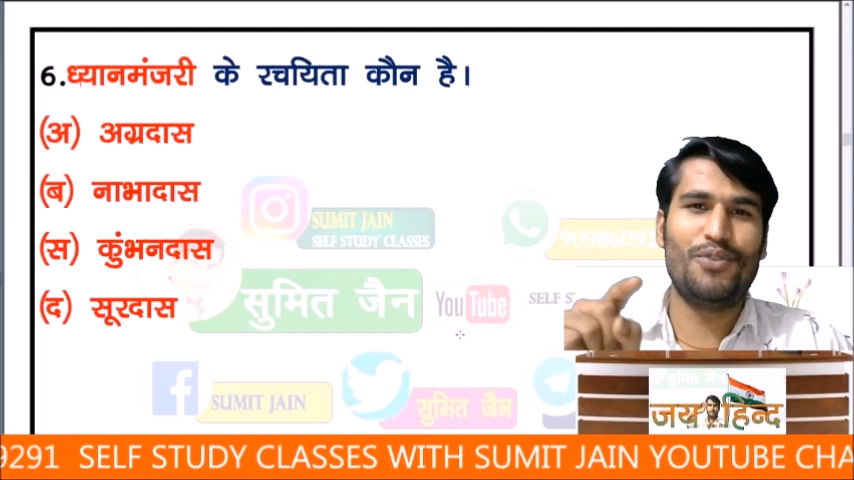 6.ध्यानमंजरी के रचयिता कौन है।
(अ) अग्रदास
(ब) नाभादास
(स) कुंभनदास
(द) सूरदास
SUMIT JAIN
SELF STUDY CLASSES
सुमित जैन
YouTube
SELF
SUMIT JAIN
सुमित जैन
सुमित जैन
जय हिन्द
9291 SELF STUDY CLASSES WITH SUMIT JAIN YOUTUBE CHA